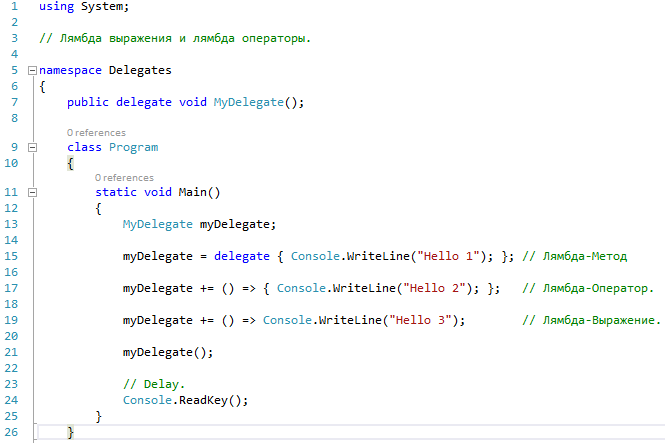 1 using System;
2
3 // Лямбда выражения и лямбда операторы.
4
5 namespace Delegates
6 {
7 public delegate void MyDelegate();
8
0 references
9 class Program
10 {
0 references
11 static void Main()
12 {
13 MyDelegate myDelegate;
14
15 myDelegate = delegate { Console.WriteLine("Hello 1"); }; // Лямбда-Метод
16
17 myDelegate += () => { Console.WriteLine("Hello 2"); }; // Лямбда-Оператор.
18
19 myDelegate += () => Console.WriteLine("Hello 3"); // Лямбда-Выражение.
20
21 myDelegate();
22
23 // Delay.
24 Console.ReadKey();
25 }
26 }